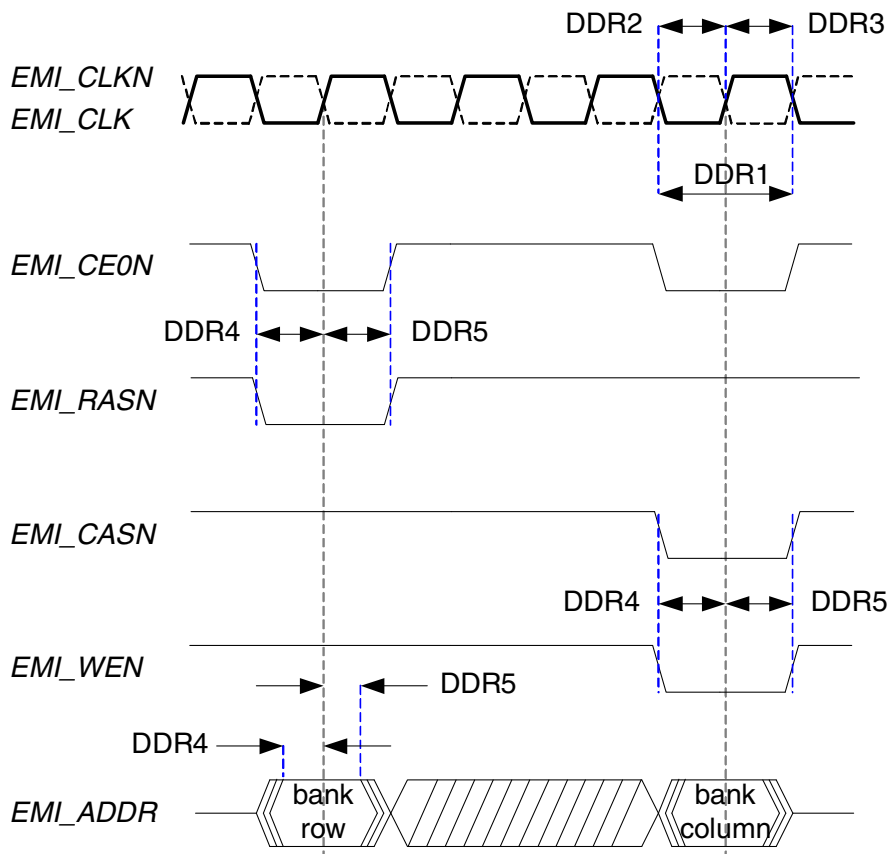 DDR2 DDR3
EMI_CLKN
EMI_CLK
DDR1
EMI_CE0N
DDR4 DDR5
EMI_RASN
EMI_CASN
DDR4 DDR5
EMI_WEN
DDR5
DDR4
EMI_ADDR
bank
row
bank
column